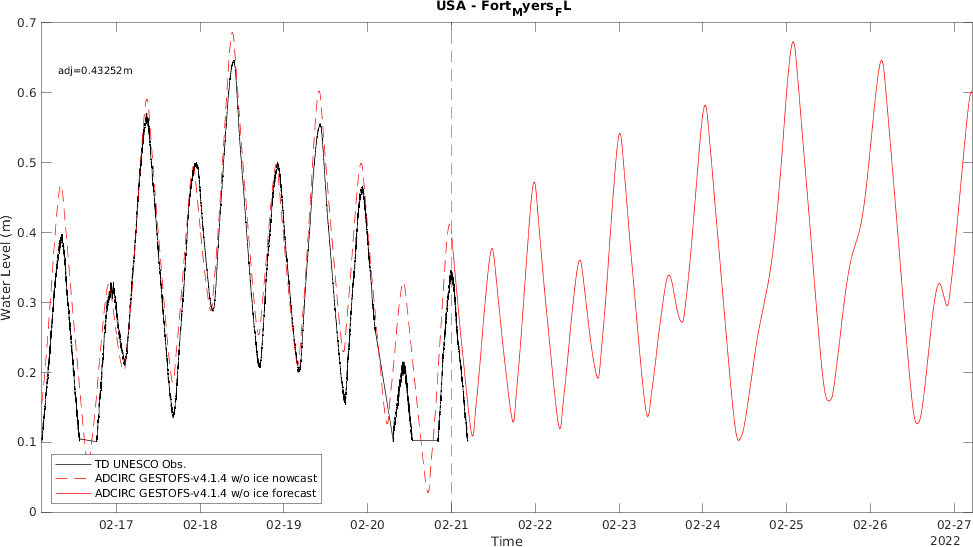 USA - FortMyersFL
0.7
0.6
0.5
0.4
0.3
0.2
0.1
0
Water Level (m)
adj=0.43252m
TD UNESCO Obs.
ADCIRC GESTOFS-v4.1.4 w/o ice nowcast
ADCIRC GESTOFS-v4.1.4 w/o ice forecast
02-17 02-18 02-19 02-20 02-21 02-22 02-23 02-24 02-25 02-26 02-27
Time
2022